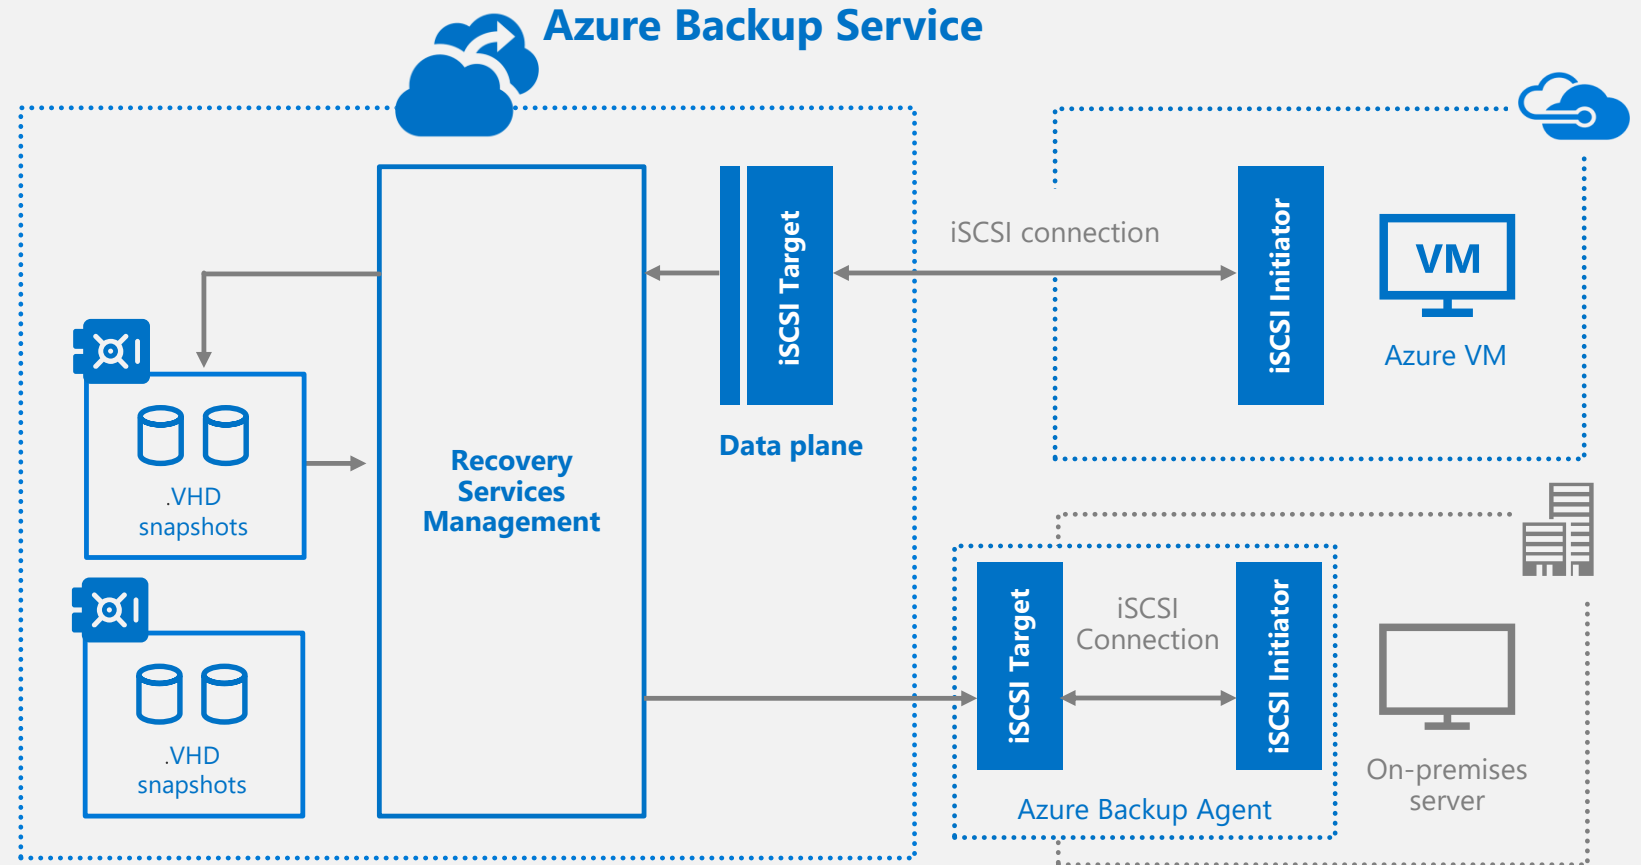 Azure Backup Service
iSCSI Target
iSCSI connection
iSCSI Initiator
VM
Azure VM
Data plane
Recovery
Services
Management
.VHD
snapshots
.VHD
snapshots
iSCSI Target
iSCSI
Connection
iSCSI Initiator
Azure Backup Agent
On-premises
server